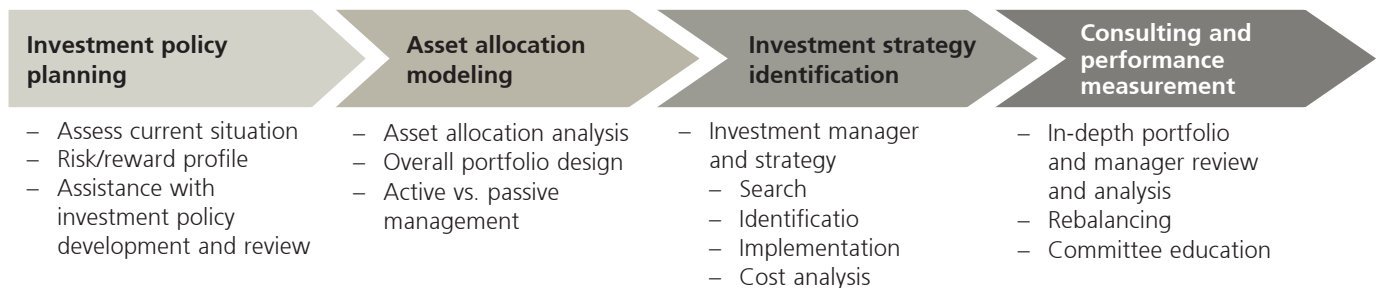 Investment policy
planning
– Assess current situation
– Risk/reward profile
– Assistance with
investment policy
development and review
Asset allocation
modeling
– Asset allocation analysis
– Overall portfolio design
– Active vs. passive
management
Investment strategy
identification
– Investment manager
and strategy
– Search
– Identificatio
– Implementation
– Cost analysis
Consulting and
performance
measurement
– In-depth portfolio
and manager review
and analysis
– Rebalancing
– Committee education